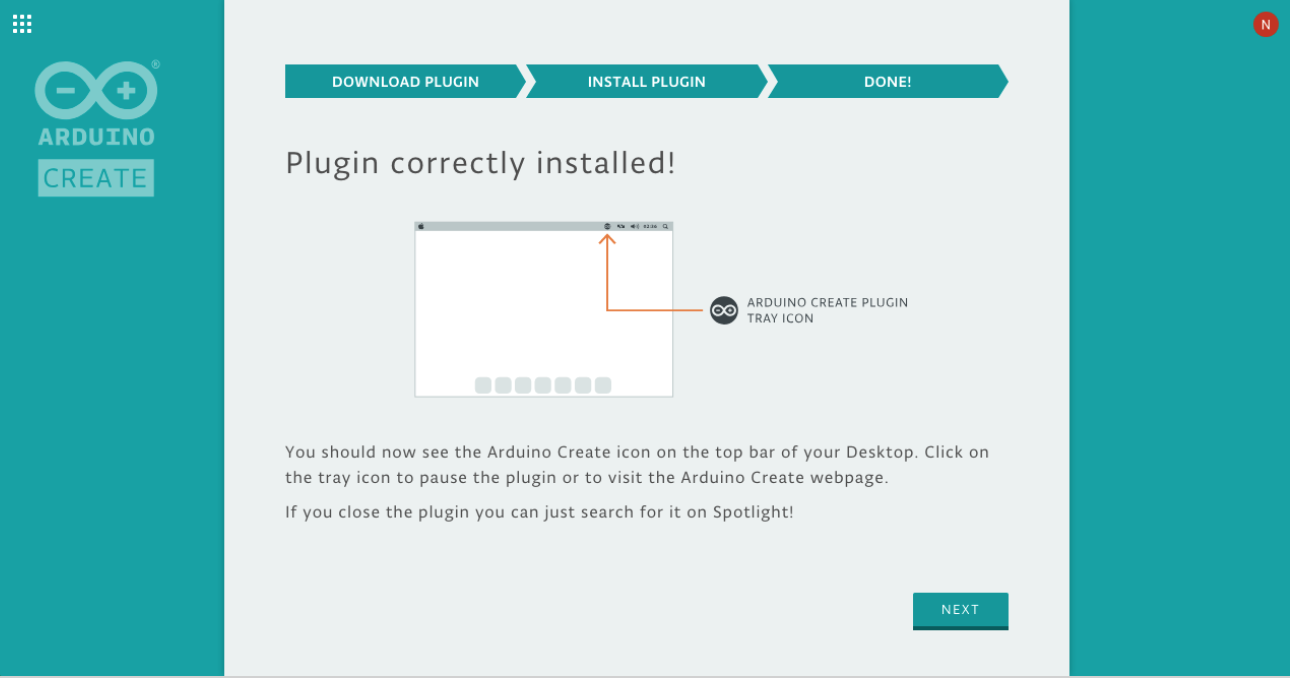 N
®
ARDUINO
CREATE
DOWNLOAD PLUGIN
INSTALL PLUGIN
DONE!
Plugin correctly installed!
ARDUINO CREATE PLUGIN
TRAY ICON
You should now see the Arduino Create icon on the top bar of your Desktop. Click on
the tray icon to pause the plugin or to visit the Arduino Create webpage.
If you close the plugin you can just search for it on Spotlight!
NEXT